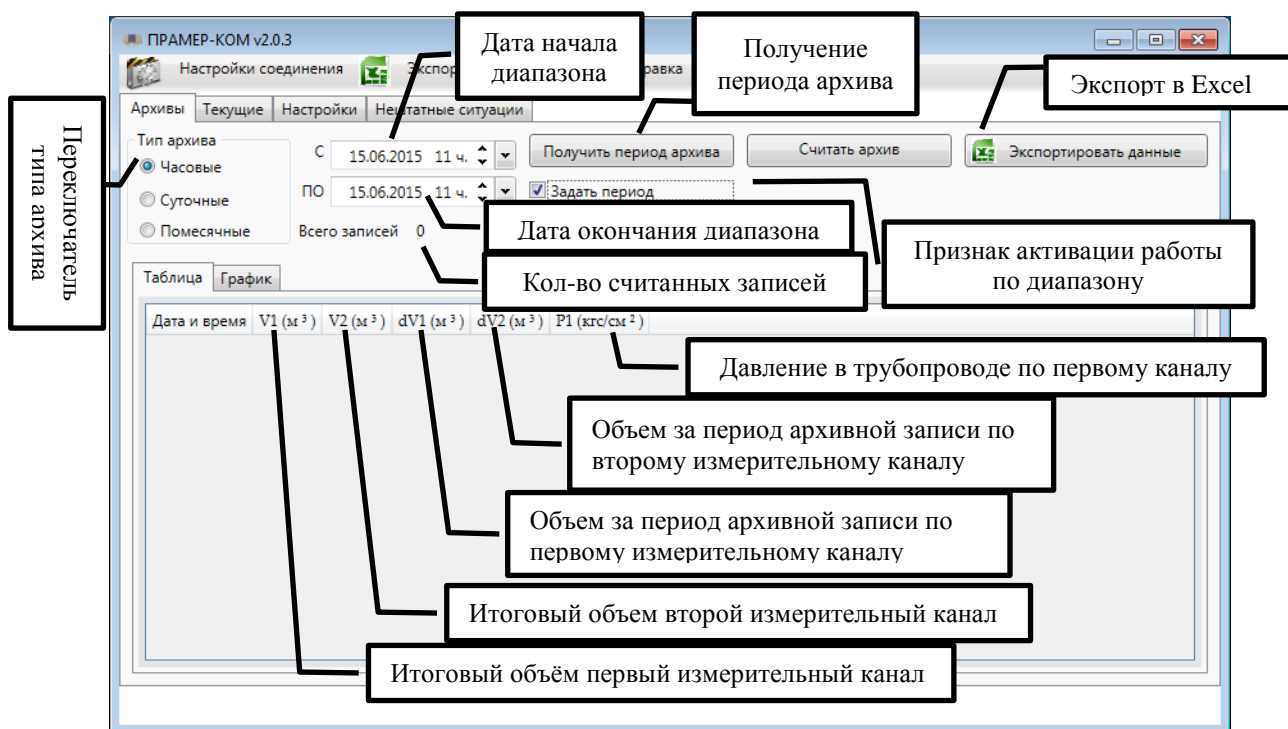 ПРАМЕР-КОМ v2.0.3
Дата начала
диапазона
Получение
периода архива
Экспорт в Excel
Настройки соединения
Архивы Текущие Настройки Нештатные ситуации
Переключатель
типа архива
Тип архива
Часовые
Суточные
Помесячные
С 15.06.2015 11 ч.
ПО 15.06.2015 11 ч.
Всего записей 0
Получить период архива
Считать архив
Экспортировать данные
Задать период
Дата окончания диапазона
Кол-во считанных записей
Признак активации работы
по диапазону
Таблица График
Дата и время V1 (м³) V2 (м³) dV1 (м³) dV2 (м³) P1 (кгс/см²)
Давление в трубопроводе по первому каналу
Объем за период архивной записи по
второму измерительному каналу
Объем за период архивной записи по
первому измерительному каналу
Итоговый объем второй измерительный канал
Итоговый объём первый измерительный канал